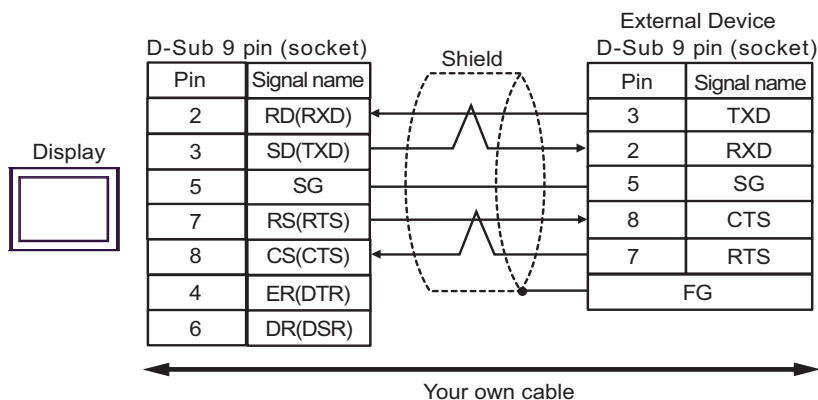 External Device
D-Sub 9 pin (socket)
Shield
D-Sub 9 pin (socket)
Pin Signal name
Pin Signal name
2 RD(RXD)
3 TXD
Display
3 SD(TXD)
2 RXD
5 SG
5 SG
7 RS(RTS)
8 CTS
8 CS(CTS)
7 RTS
4 ER(DTR)
FG
6 DR(DSR)
Your own cable